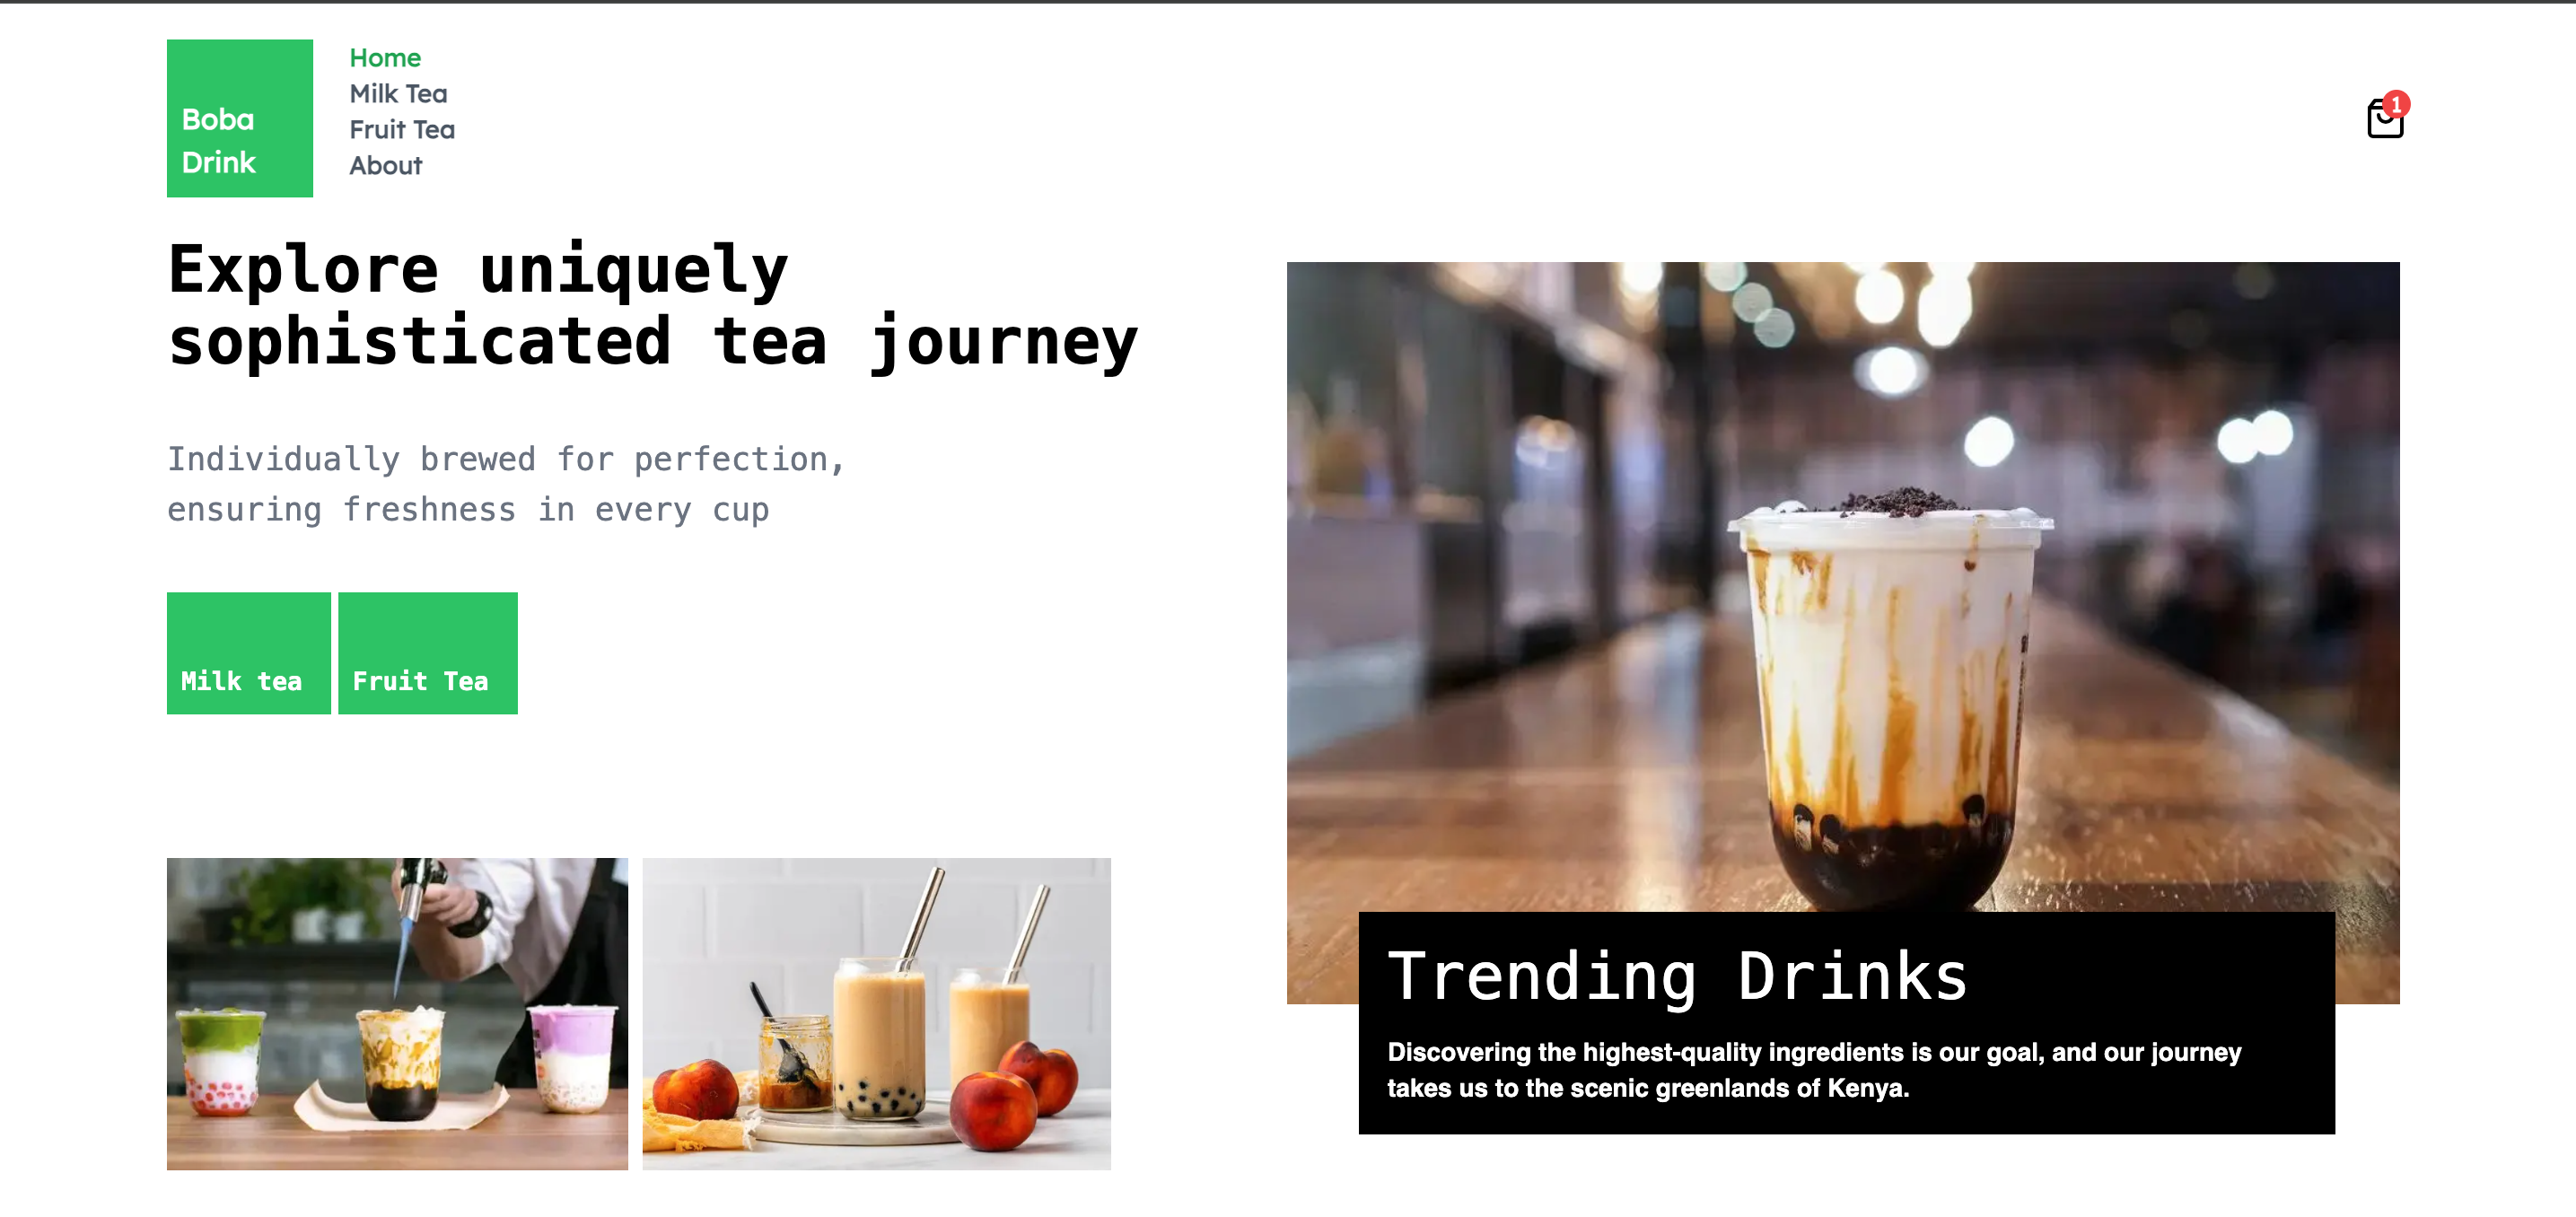 Boba
Drink
Home
Milk Tea
Fruit Tea
About
1
Explore uniquely
sophisticated tea journey
Individually brewed for perfection,
ensuring freshness in every cup
Milk tea
Fruit Tea
Trending Drinks
Discovering the highest-quality ingredients is our goal, and our journey
takes us to the scenic greenlands of Kenya.